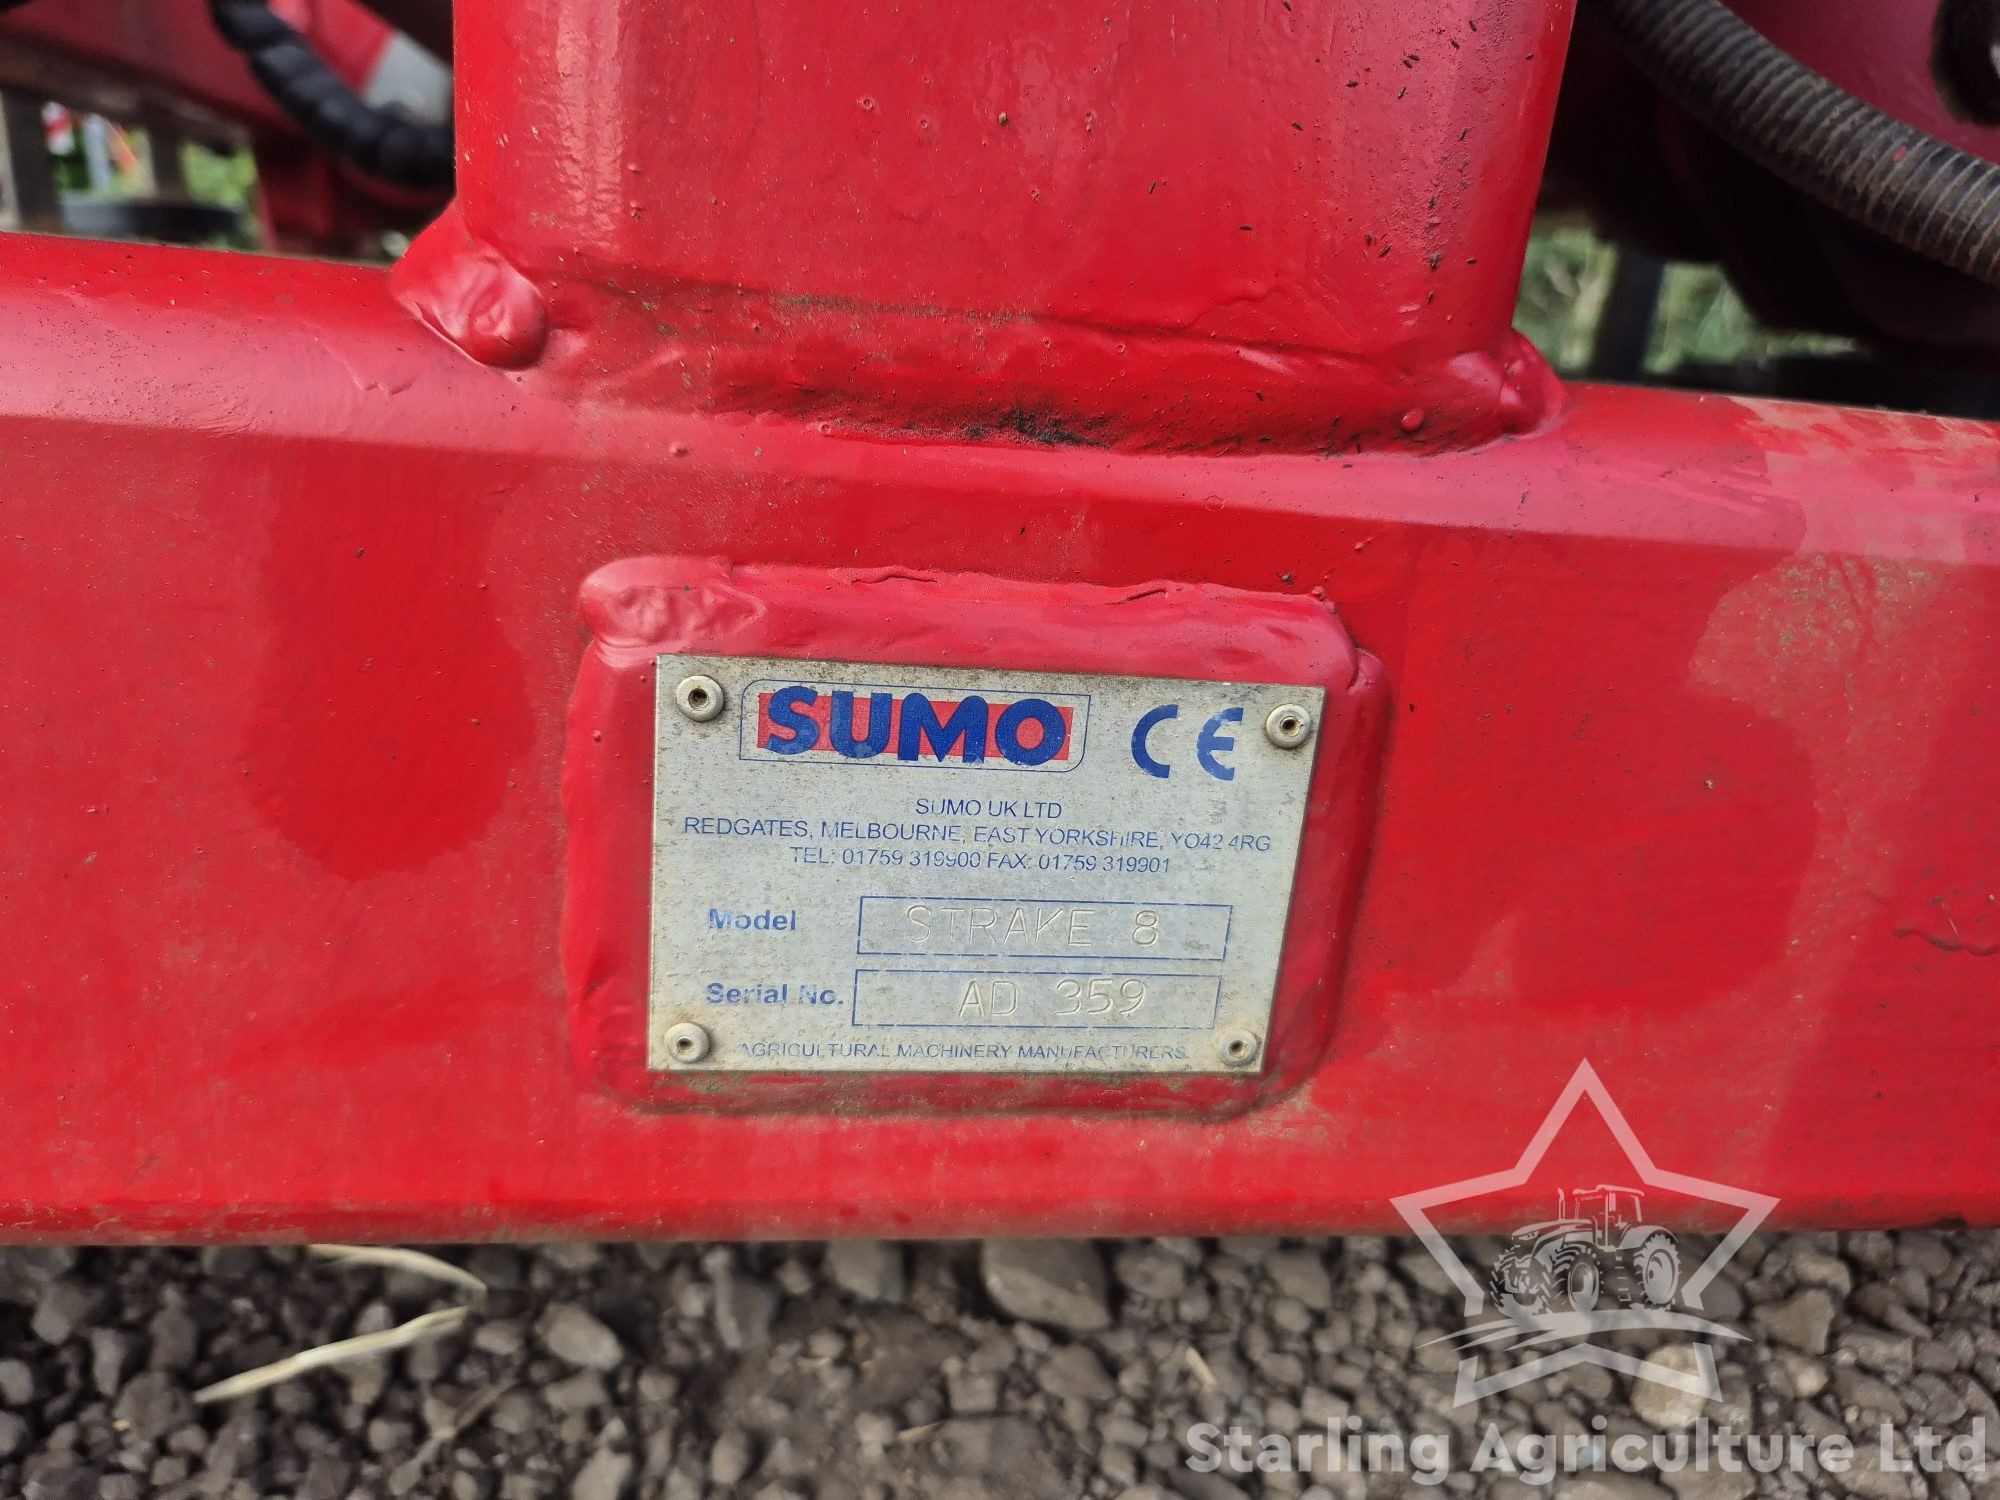 SUMO CE
SUMO UK LTD
REDGATES, MELBOURNE, EAST YORKSHIRE, YO42 4RG
TEL: 01759 319900 FAX: 01759 319901
Model STRAKE 8
Serial No. AD 359
AGRICULTURAL MACHINERY MANUFACTURERS
Starling Agriculture Ltd